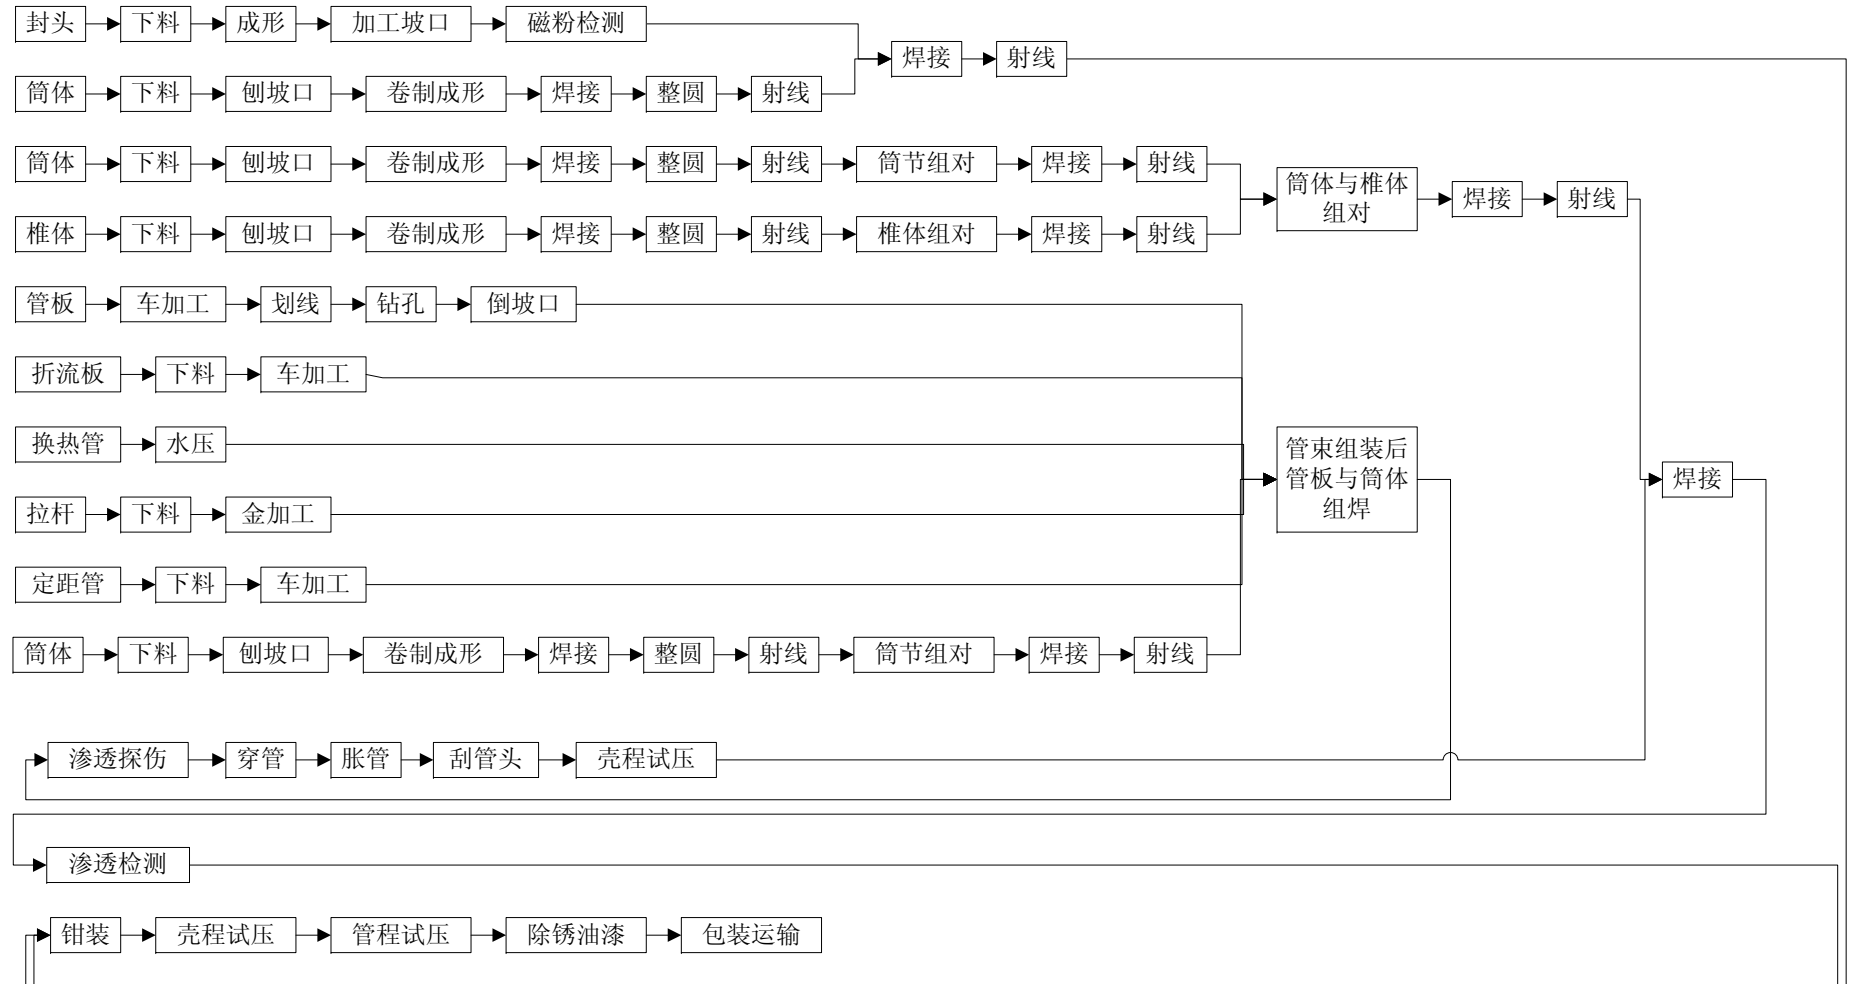 封头 下料 成形 加工坡口 磁粉检测
焊接 射线
筒体 下料 刨坡口 卷制成形 焊接 整圆 射线
筒体 下料 刨坡口 卷制成形 焊接 整圆 射线 筒节组对 焊接 射线
筒体与椎体
组对
焊接 射线
椎体 下料 刨坡口 卷制成形 焊接 整圆 射线 椎体组对 焊接 射线
管板 车加工 划线 钻孔 倒坡口
折流板 下料 车加工
换热管 水压
管束组装后
管板与筒体
组焊
焊接
拉杆 下料 金加工
定距管 下料 车加工
筒体 下料 刨坡口 卷制成形 焊接 整圆 射线 筒节组对 焊接 射线
渗透探伤 穿管 胀管 刮管头 壳程试压
渗透检测
钳装 壳程试压 管程试压 除锈油漆 包装运输